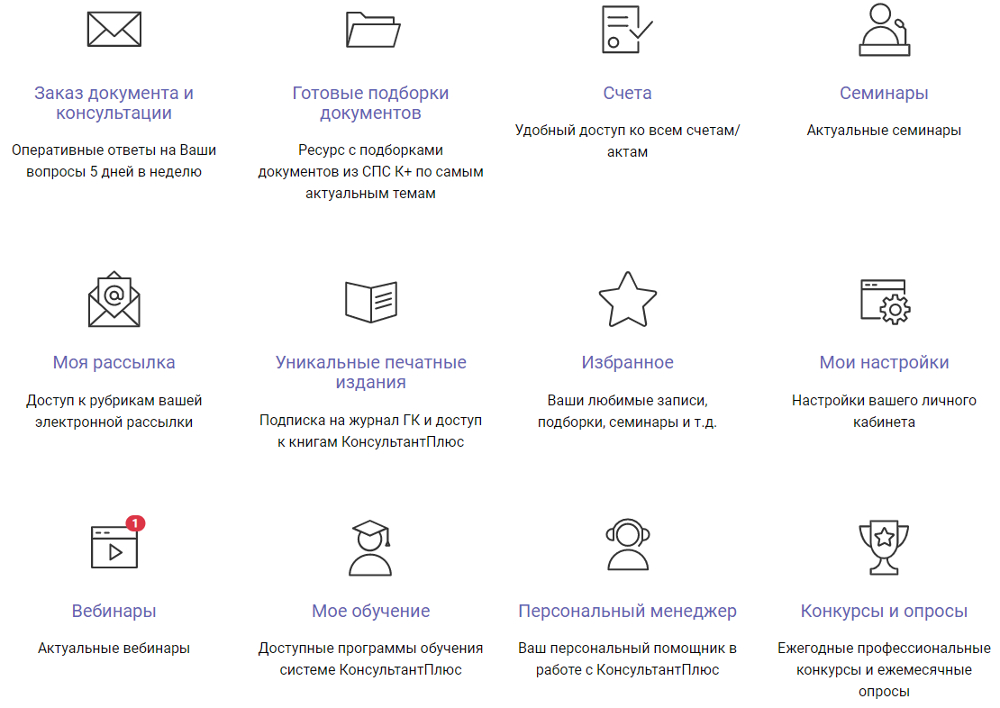 Заказ документа и
консультации
Оперативные ответы на Ваши
вопросы 5 дней в неделю
Готовые подборки
документов
Ресурс с подборками
документов из СПС К+ по самым
актуальным темам
Счета
Удобный доступ ко всем счетам/
актам
Семинары
Актуальные семинары
@
Моя рассылка
Доступ к рубрикам вашей
электронной рассылки
Уникальные печатные
издания
Подписка на журнал ГК и доступ
к книгам КонсультантПлюс
Избранное
Ваши любимые записи,
подборки, семинары и т.д.
Мои настройки
Настройки вашего личного
кабинета
1
Вебинары
Актуальные вебинары
Мое обучение
Доступные программы обучения
системе КонсультантПлюс
Персональный менеджер
Ваш персональный помощник в
работе с КонсультантПлюс
Конкурсы и опросы
Ежегодные профессиональные
конкурсы и ежемесячные
опросы